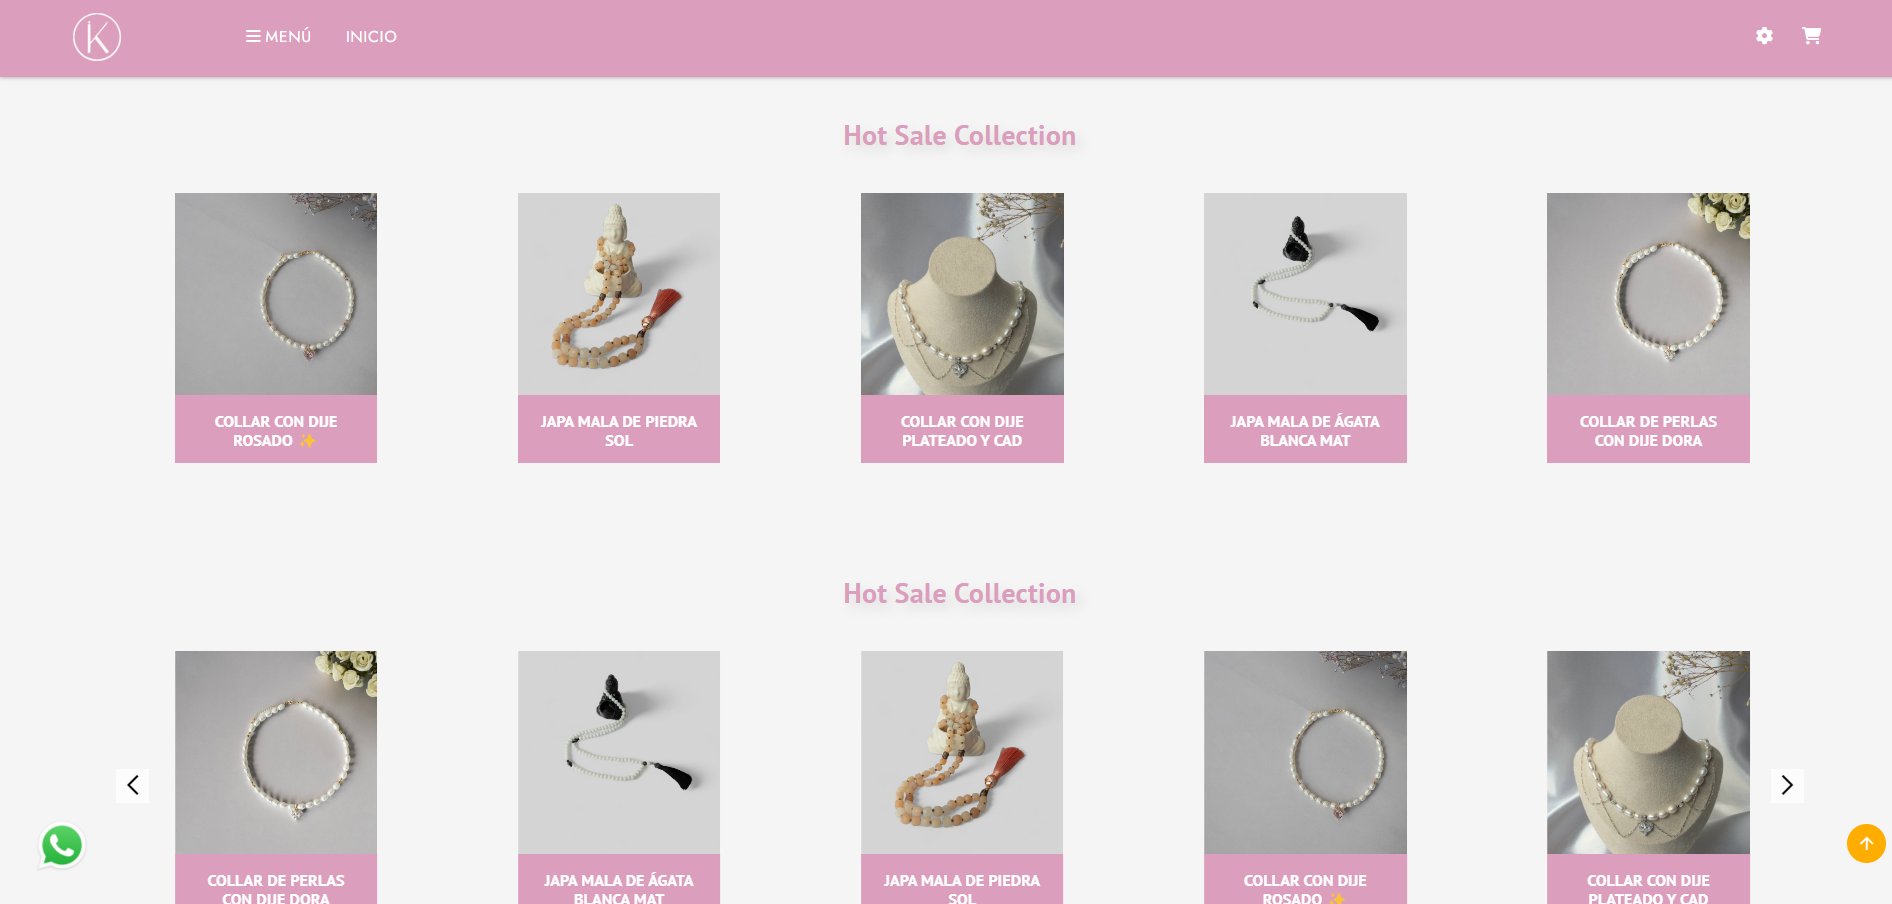 K
MENÚ
INICIO
Hot Sale Collection
COLLAR CON DIJE
ROSADO ✨
JAPA MALA DE PIEDRA
SOL
COLLAR CON DIJE
PLATEADO Y CAD
JAPA MALA DE ÁGATA
BLANCA MAT
COLLAR DE PERLAS
CON DIJE DORA
Hot Sale Collection
COLLAR DE PERLAS
CON DIJE DORA
JAPA MALA DE ÁGATA
BLANCA MAT
JAPA MALA DE PIEDRA
SOL
COLLAR CON DIJE
ROSADO ✨
COLLAR CON DIJE
PLATEADO Y CAD